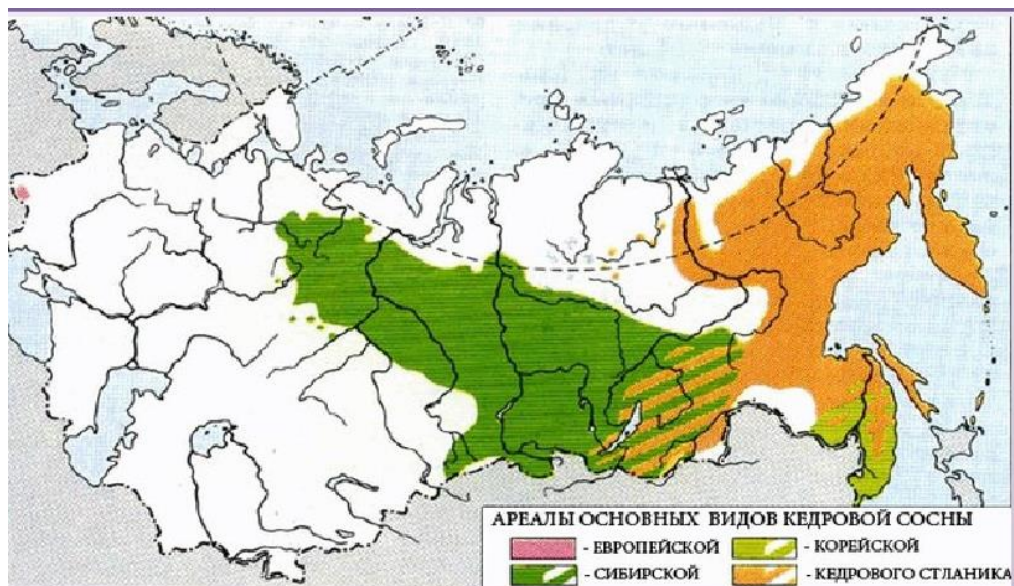 АРЕАЛЫ ОСНОВНЫХ ВИДОВ КЕДРОВОЙ СОСНЫ
- ЕВРОПЕЙСКОЙ
- КОРЕЙСКОЙ
- СИБИРСКОЙ
- КЕДРОВОГО СТЛАНИКА